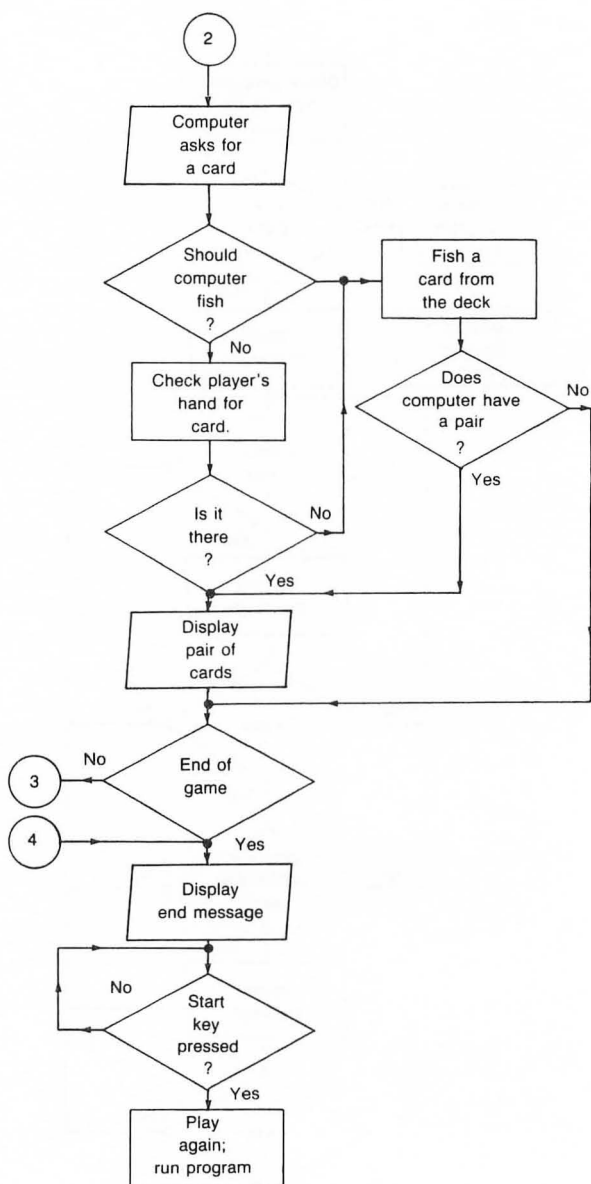 2
Computer
asks for
a card
Should
computer
fish
?
No
Fish a
card from
the deck
Check player's
hand for
card.
Does
computer have
a pair
?
No
Yes
Is it
there
?
No
Yes
Display
pair of
cards
End of
game
No
3
4
Yes
Display
end message
No
Start
key
pressed
?
Yes
Play
again;
run program